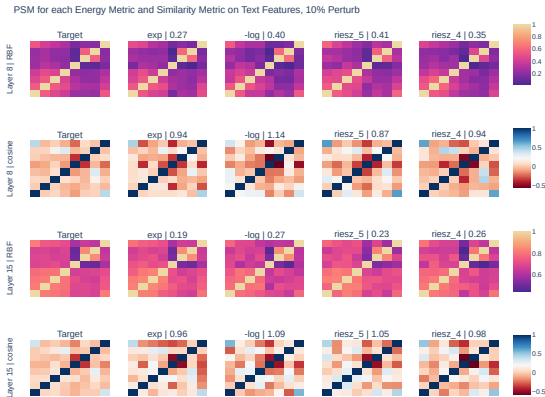 PSM for each Energy Metric and Similarity Metric on Text Features, 10% Perturb
Target exp | 0.27 -log | 0.40 riesz_5 | 0.41 riesz_4 | 0.35
Layer 8 | RBF
1
0.8
0.6
0.4
0.2
Target exp | 0.94 -log | 1.14 riesz_5 | 0.87 riesz_4 | 0.94
Layer 8 | cosine
1
0.5
0
−0.5
Target exp | 0.19 -log | 0.27 riesz_5 | 0.23 riesz_4 | 0.26
Layer 15 | RBF
1
0.8
0.6
Target exp | 0.96 -log | 1.09 riesz_5 | 1.05 riesz_4 | 0.98
Layer 15 | cosine
1
0.5
0
−0.5